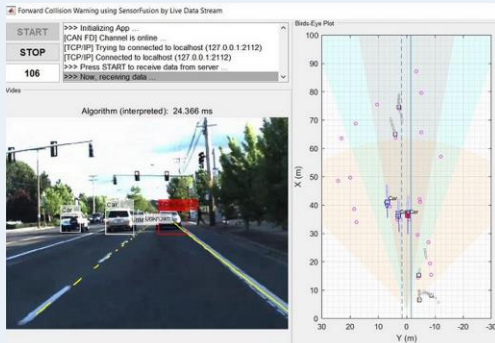 Forward Collision Warning using SensorFusion by Live Data Stream
START
STOP
106
>>> Initializing App ...
[CAN FD] Channel is online ...
[TCP/IP] Trying to connected to localhost (127.0.0.1:2112)
[TCP/IP] Connected to localhost (127.0.0.1:2112)
>>> Press START to receive data from server ...
>>> Now, receiving data ...
Video
Algorithm (interpreted): 24.366 ms
Car
Car
Unknown
Birds-Eye Plot
X (m)
100
90
80
70
60
50
40
30
20
10
0
Car
30
20
10
0
-10
-20
-30
Y (m)